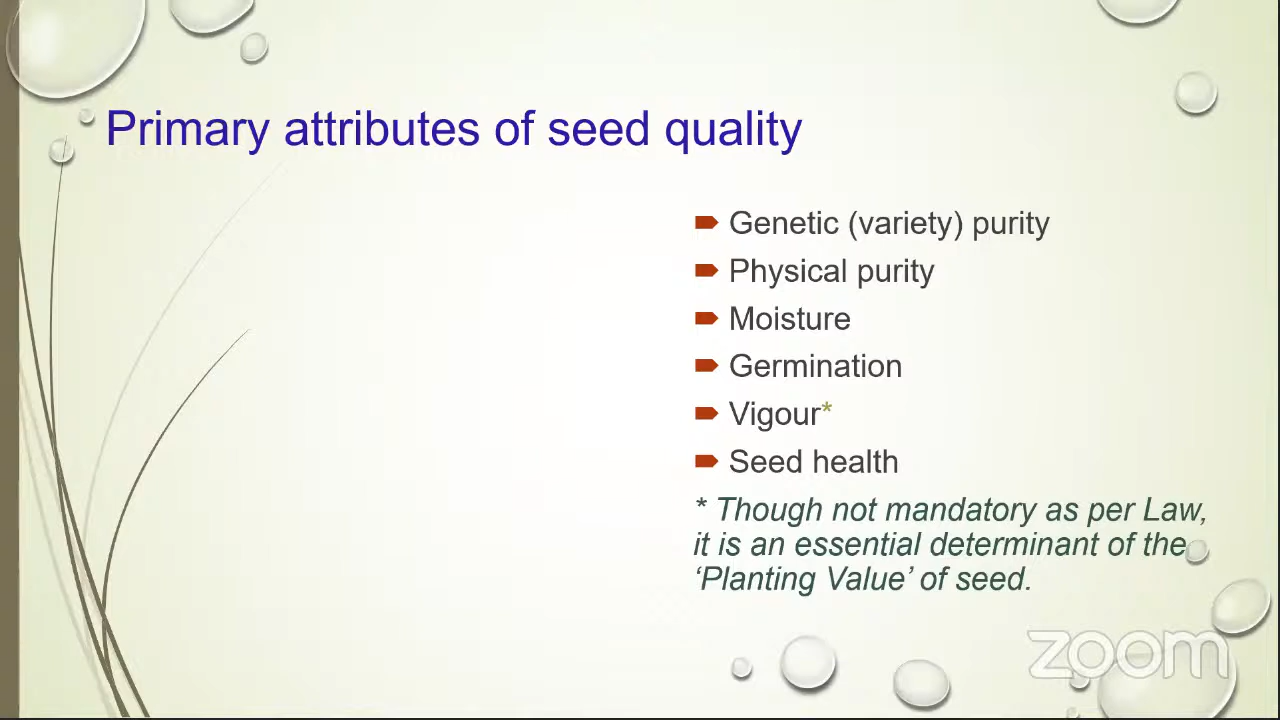 Primary attributes of seed quality
Genetic (variety) purity
Physical purity
Moisture
Germination
Vigour*
Seed health
* Though not mandatory as per Law,
it is an essential determinant of the
‘Planting Value’ of seed.
zoom